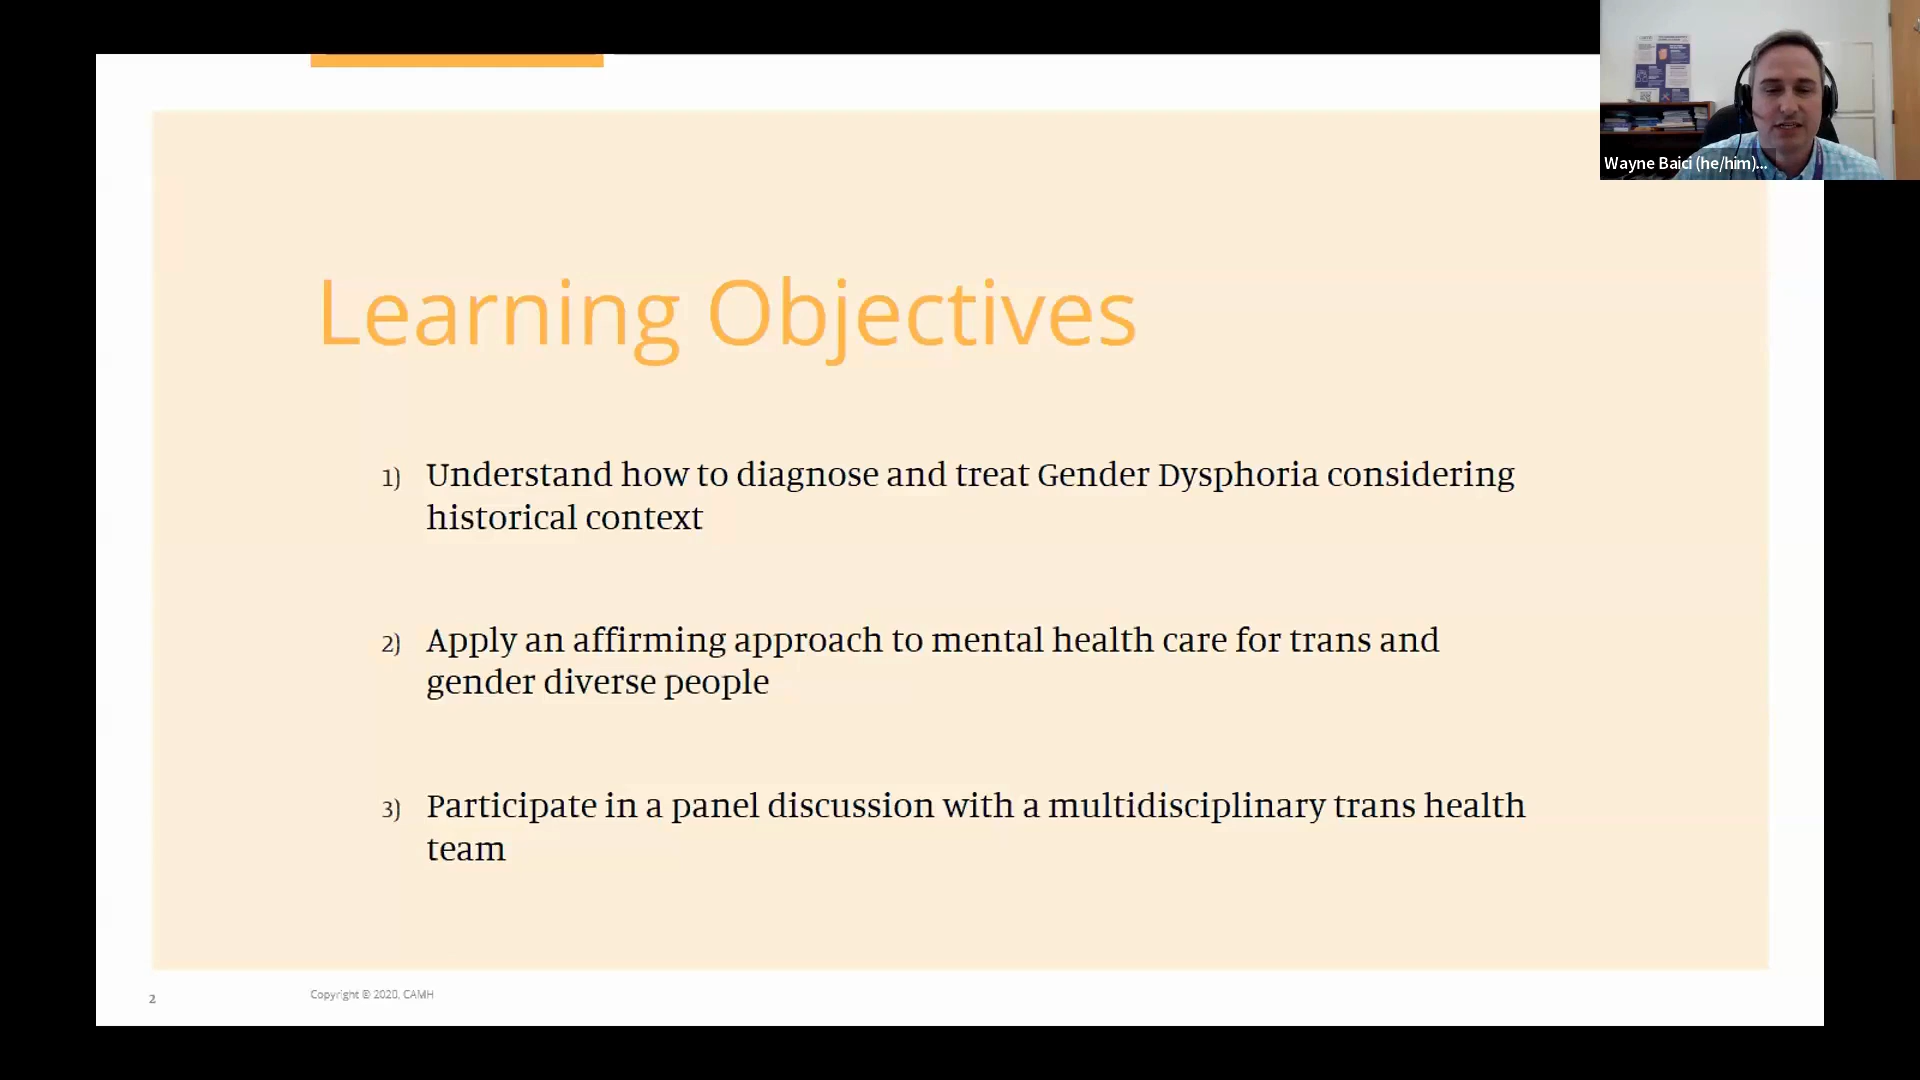 Wayne Baici (he/him)...
Learning Objectives
1) Understand how to diagnose and treat Gender Dysphoria considering
historical context
2) Apply an affirming approach to mental health care for trans and
gender diverse people
3) Participate in a panel discussion with a multidisciplinary trans health
team
2
Copyright © 2020, CAMH